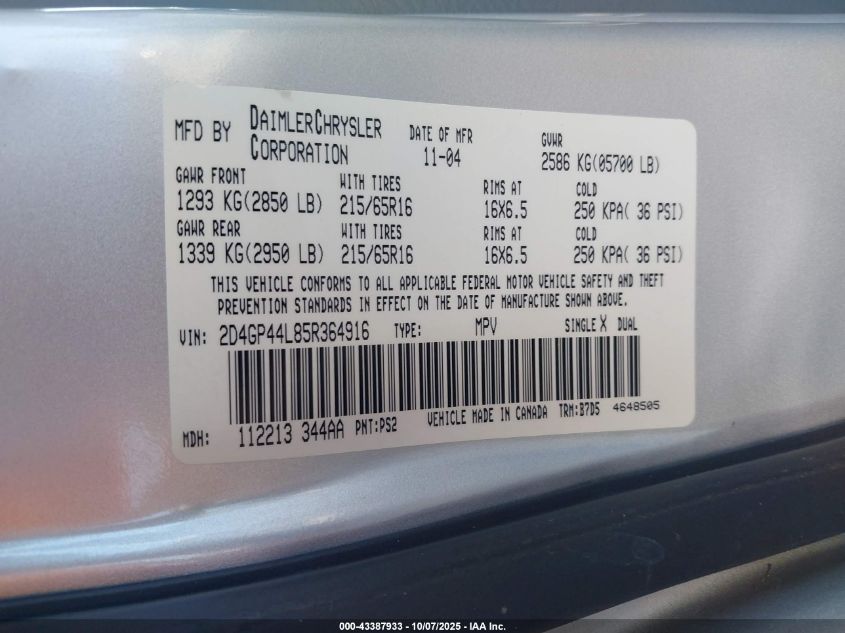 MFD BY DAIMLERCHRYSLER CORPORATION DATE OF MFR 11-04 GVWR 2586 KG(05700 LB)
GAWR FRONT WITH TIRES RIMS AT COLD
1293 KG(2850 LB) 215/65R16 16X6.5 250 KPA( 36 PSI)
GAWR REAR WITH TIRES RIMS AT COLD
1339 KG(2950 LB) 215/65R16 16X6.5 250 KPA( 36 PSI)
THIS VEHICLE CONFORMS TO ALL APPLICABLE FEDERAL MOTOR VEHICLE SAFETY AND THEFT
PREVENTION STANDARDS IN EFFECT ON THE DATE OF MANUFACTURE SHOWN ABOVE.
VIN: 2D4GP44L85R364916 TYPE: MPV SINGLE X DUAL
MDH: 112213 344AA PNT:PS2 VEHICLE MADE IN CANADA TRM:B7D5 4648505
000-43387933 - 10/07/2025 - IAA Inc.